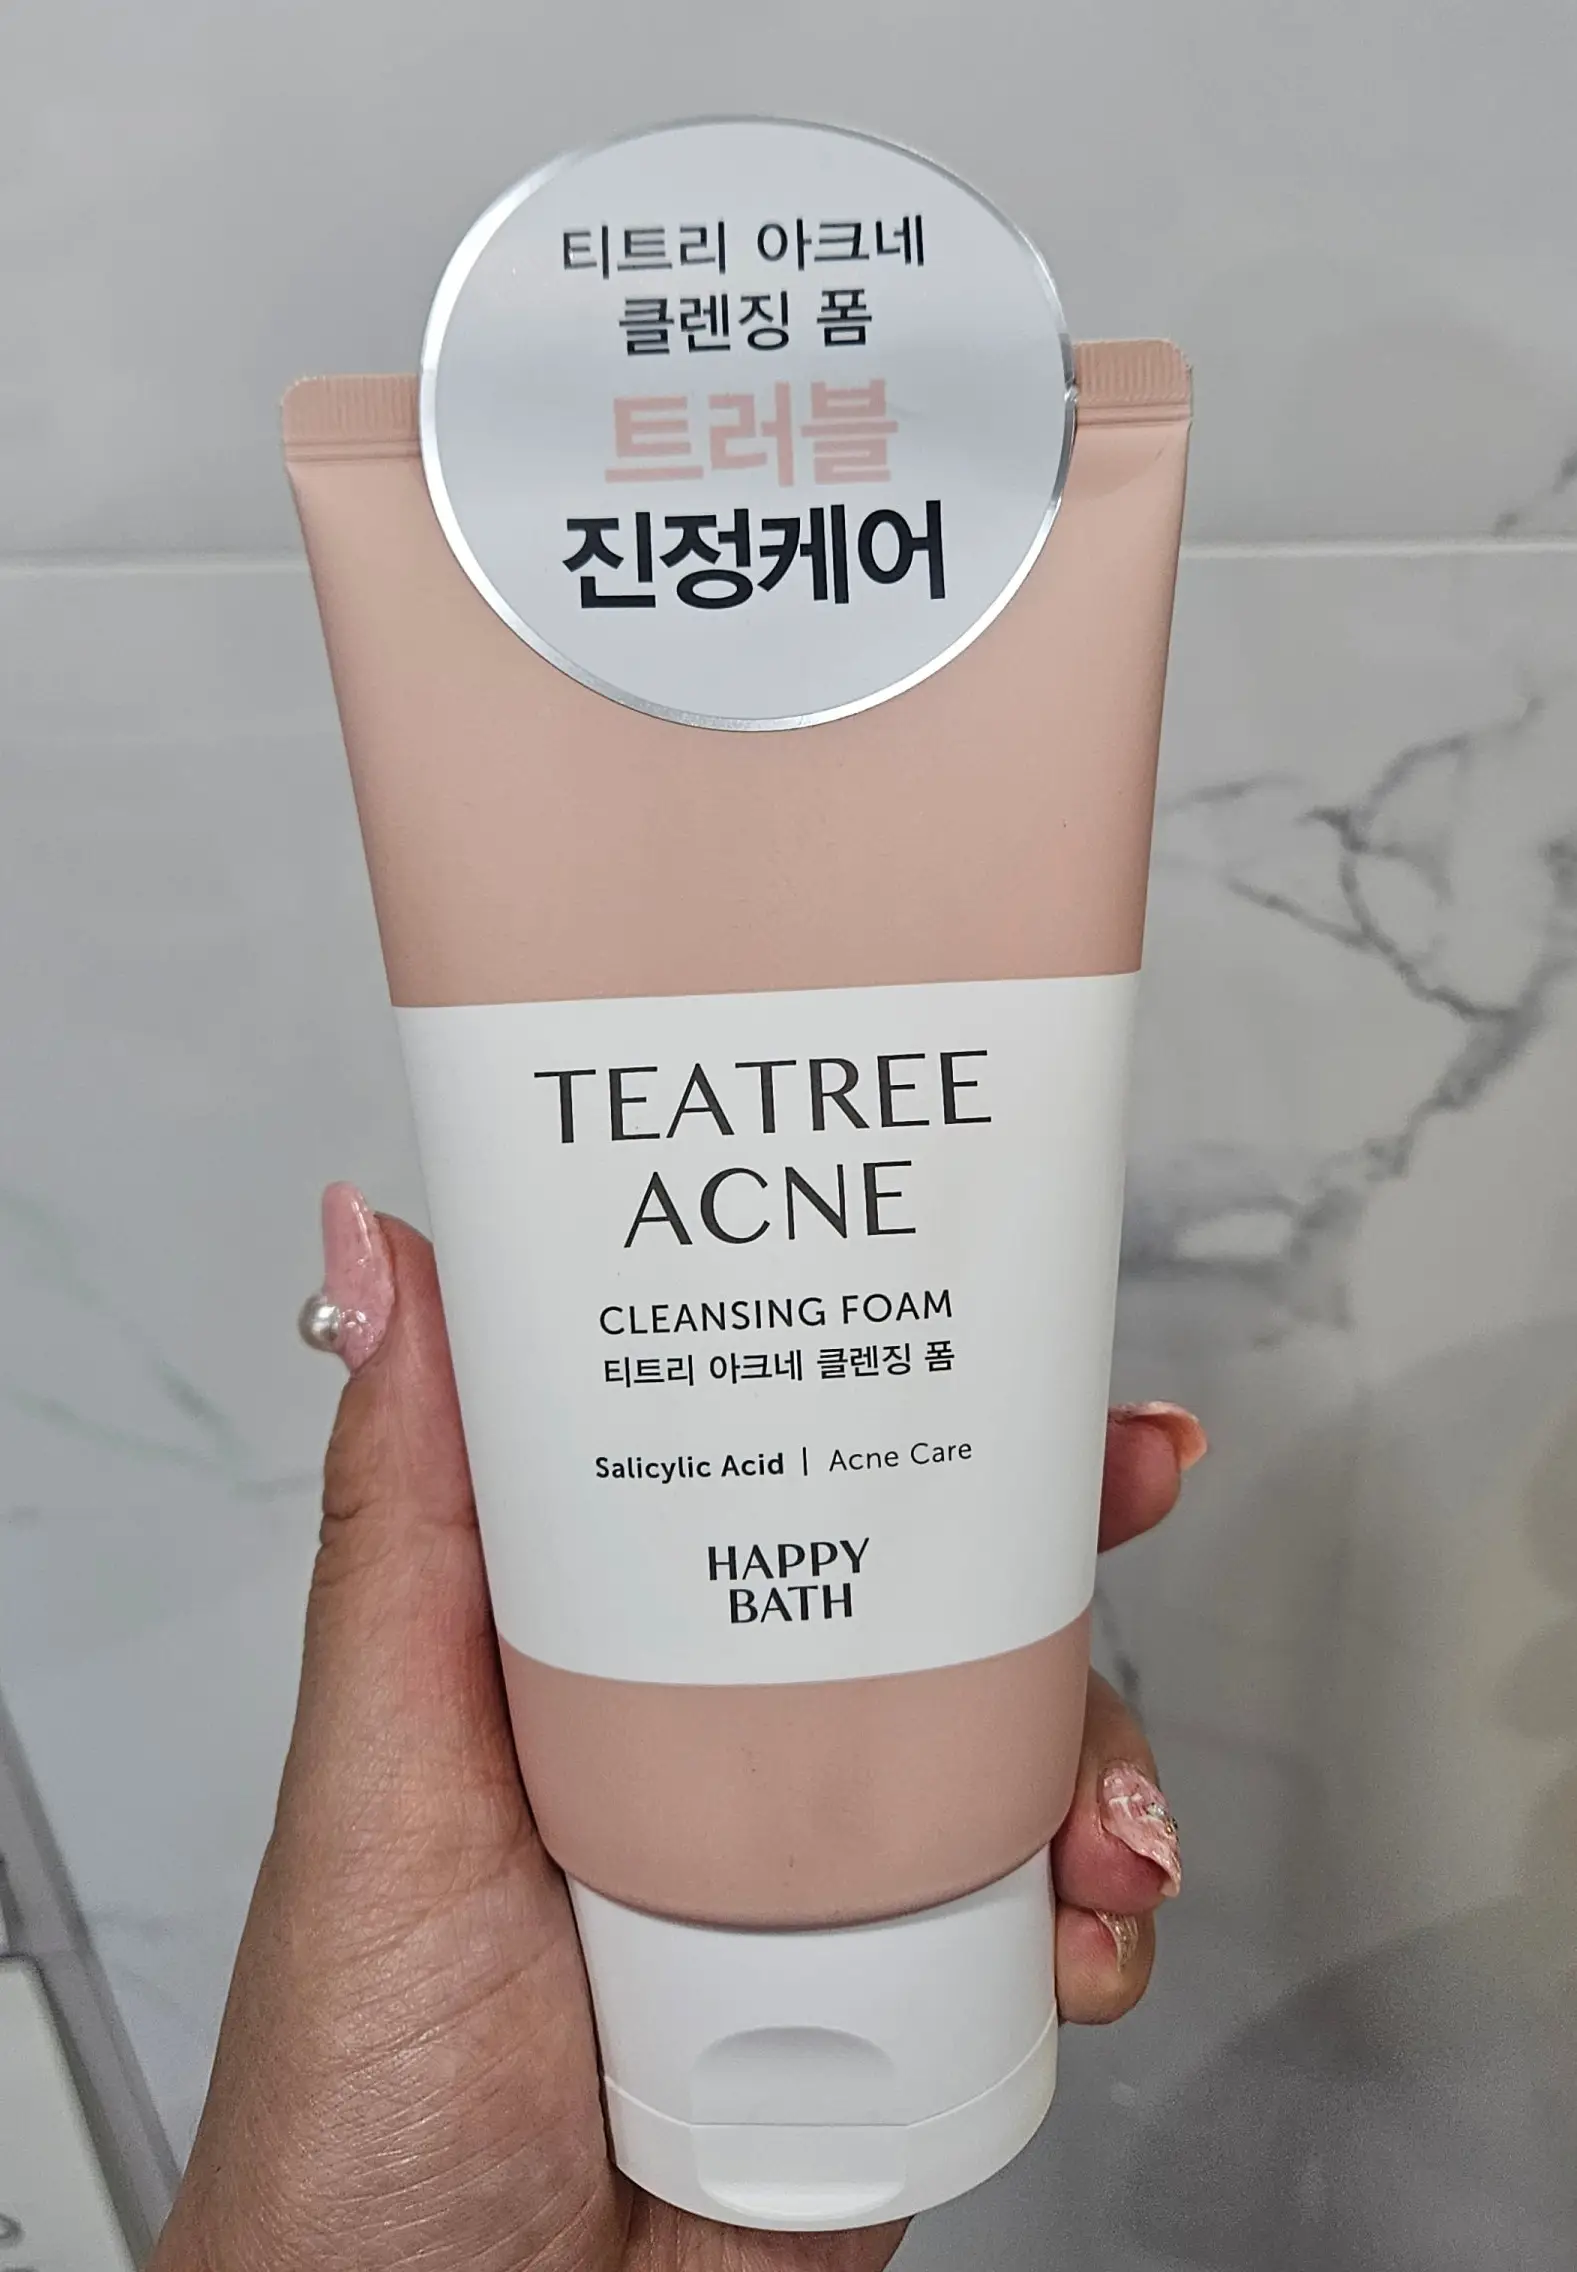 티트리 아크네
클렌징 폼
트러블
진정케어
TEATREE
ACNE
CLEANSING FOAM
티트리 아크네 클렌징 폼
Salicylic Acid | Acne Care
HAPPY
BATH